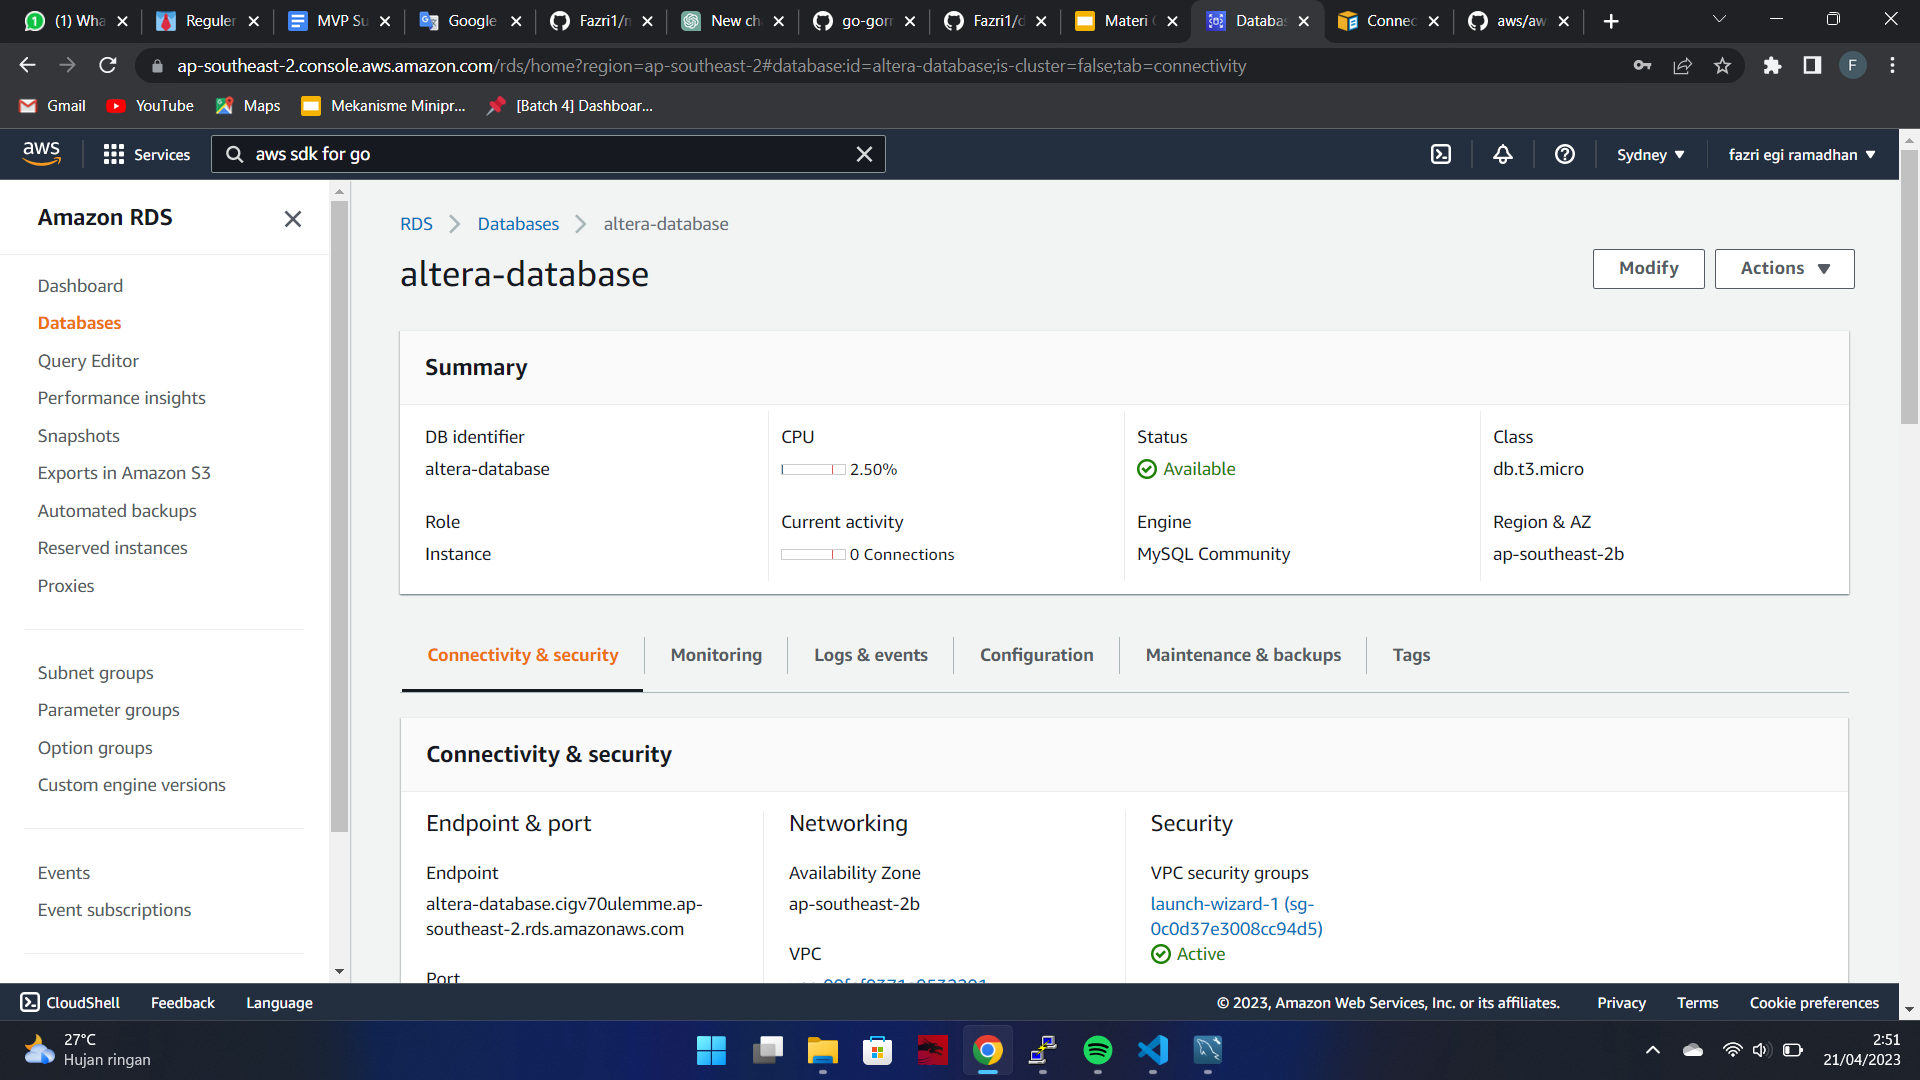 (1) Wha
Reguler
MVP Su
Google
Fazri1/
New ch
go-gor
Fazri1/d
Materi
Databas
Connec
aws/aw
ap-southeast-2.console.aws.amazon.com/rds/home?region=ap-southeast-2#database:id=altera-database;is-cluster=false;tab=connectivity
F
Gmail
YouTube
Maps
Mekanisme Minipr...
[Batch 4] Dashboar...
aws
Services
aws sdk for go
Sydney
fazri egi ramadhan
Amazon RDS
Dashboard
Databases
Query Editor
Performance insights
Snapshots
Exports in Amazon S3
Automated backups
Reserved instances
Proxies
Subnet groups
Parameter groups
Option groups
Custom engine versions
Events
Event subscriptions
RDS
Databases
altera-database
altera-database
Modify
Actions
Summary
DB identifier
altera-database
CPU
2.50%
Status
Available
Class
db.t3.micro
Role
Instance
Current activity
0 Connections
Engine
MySQL Community
Region & AZ
ap-southeast-2b
Connectivity & security
Monitoring
Logs & events
Configuration
Maintenance & backups
Tags
Connectivity & security
Endpoint & port
Endpoint
altera-database.cigv70ulemme.ap-
southeast-2.rds.amazonaws.com
Port
Networking
Availability Zone
ap-southeast-2b
VPC
Security
VPC security groups
launch-wizard-1 (sg-
0c0d37e3008cc94d5)
Active
CloudShell
Feedback
Language
© 2023, Amazon Web Services, Inc. or its affiliates.
Privacy
Terms
Cookie preferences
27°C
Hujan ringan
2:51
21/04/2023